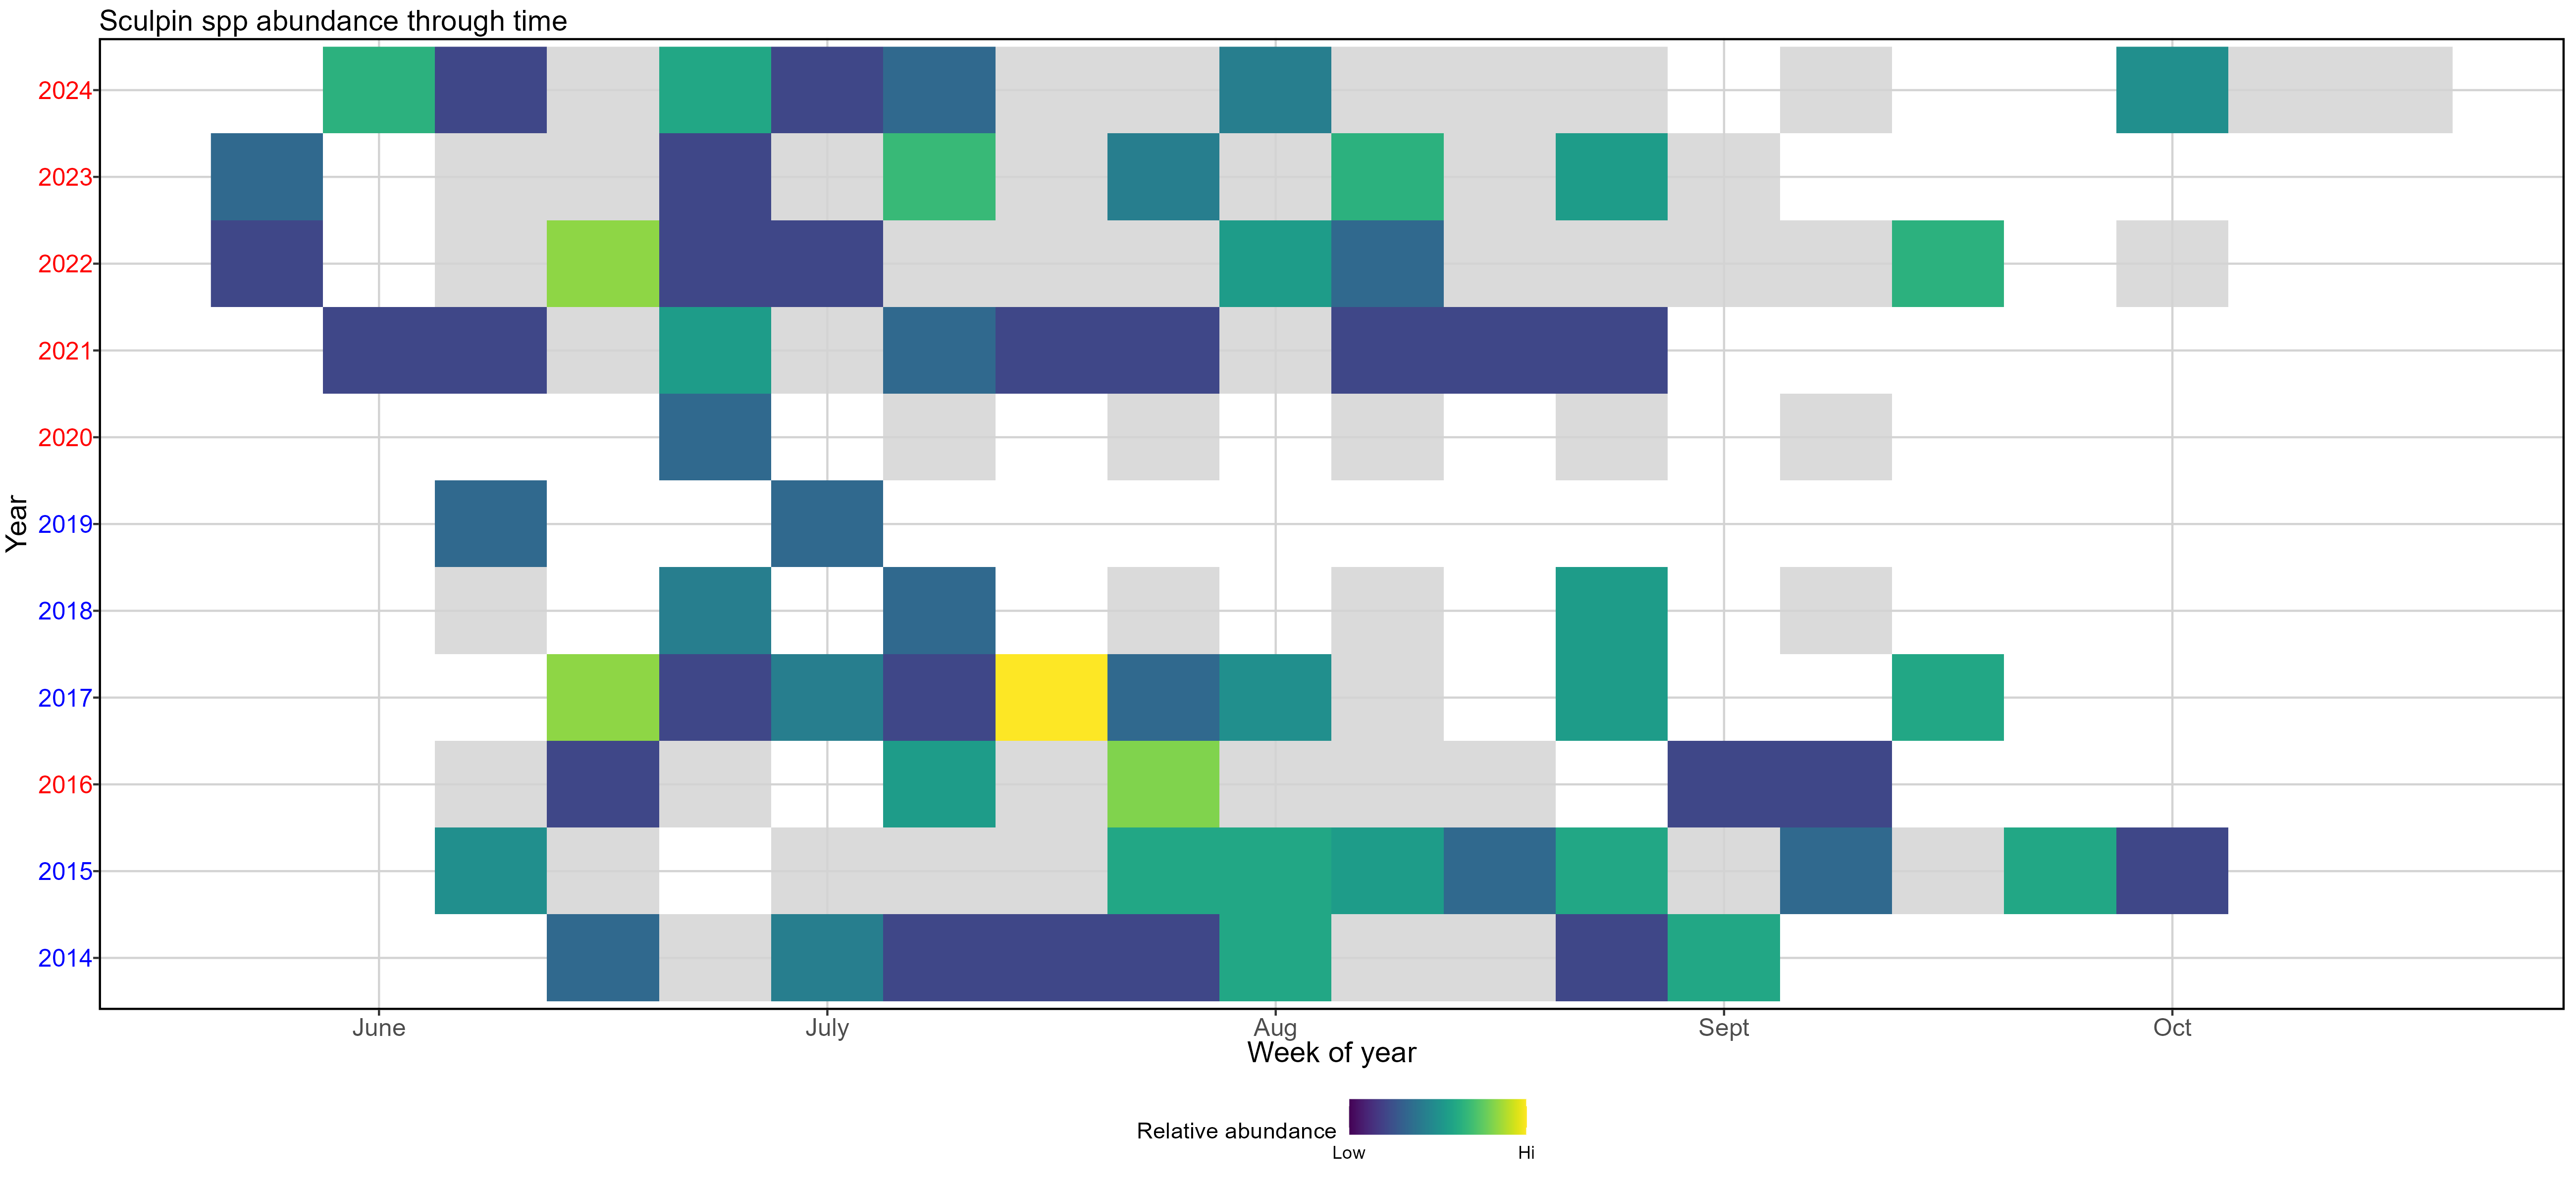 Sculpin spp abundance through time
2024
2023
2022
2021
2020
2019
2018
2017
2016
2015
2014
Year
June July Aug Sept Oct
Week of year
Relative abundance
Low Hi